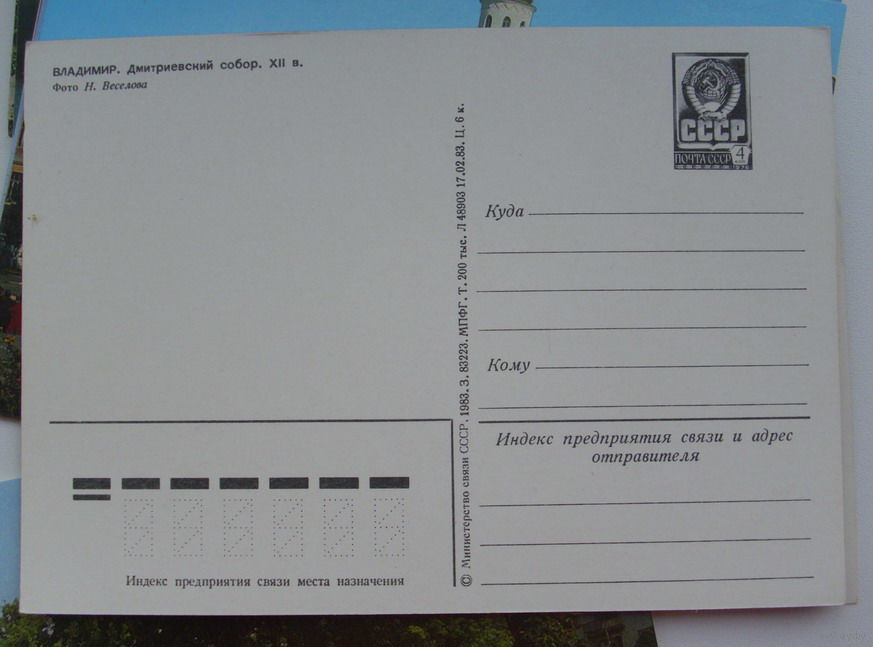 ВЛАДИМИР. Дмитриевский собор. XII в.
Фото Н. Веселова
© Министерство связи СССР, 1983. З. 83223. МПФГ. Т. 200 тыс. Л 48903 17.02.83. Ц. 6 к.
СССР
ПОЧТА СССР 4
Куда
Кому
Индекс предприятия связи и адрес
отправителя
Индекс предприятия связи места назначения